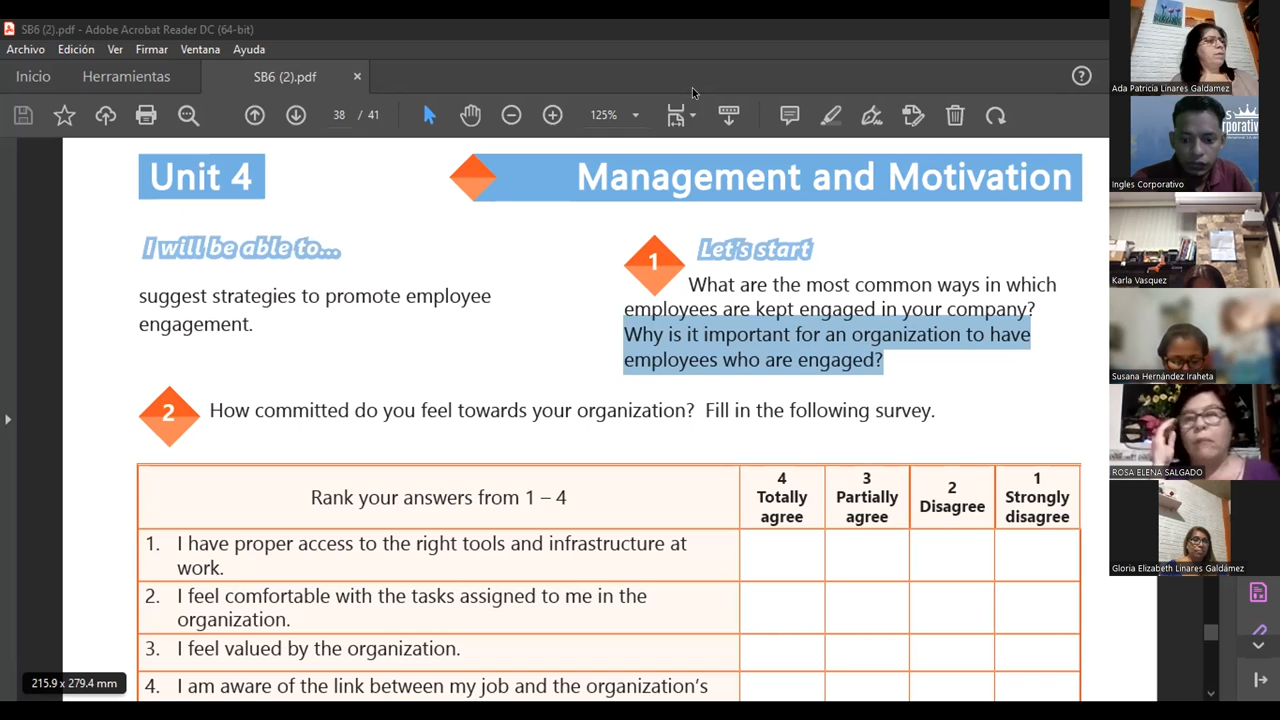 SB6 (2).pdf - Adobe Acrobat Reader DC (64-bit)
Archivo Edición Ver Firmar Ventana Ayuda
Inicio Herramientas SB6 (2).pdf ×
38 / 41 125%
Unit 4
Management and Motivation
I will be able to...
suggest strategies to promote employee
engagement.
1 Let's start
What are the most common ways in which
employees are kept engaged in your company?
Why is it important for an organization to have
employees who are engaged?
2 How committed do you feel towards your organization? Fill in the following survey.
Rank your answers from 1 – 4
4
Totally
agree
3
Partially
agree
2
Disagree
1
Strongly
disagree
1. I have proper access to the right tools and infrastructure at
work.
2. I feel comfortable with the tasks assigned to me in the
organization.
3. I feel valued by the organization.
4. I am aware of the link between my job and the organization's
215.9 x 279.4 mm
Ada Patricia Linares Galdamez
Ingles Corporativo
Karla Vasquez
Susana Hernández Iraheta
ROSA ELENA SALGADO
Gloria Elizabeth Linares Galdámez